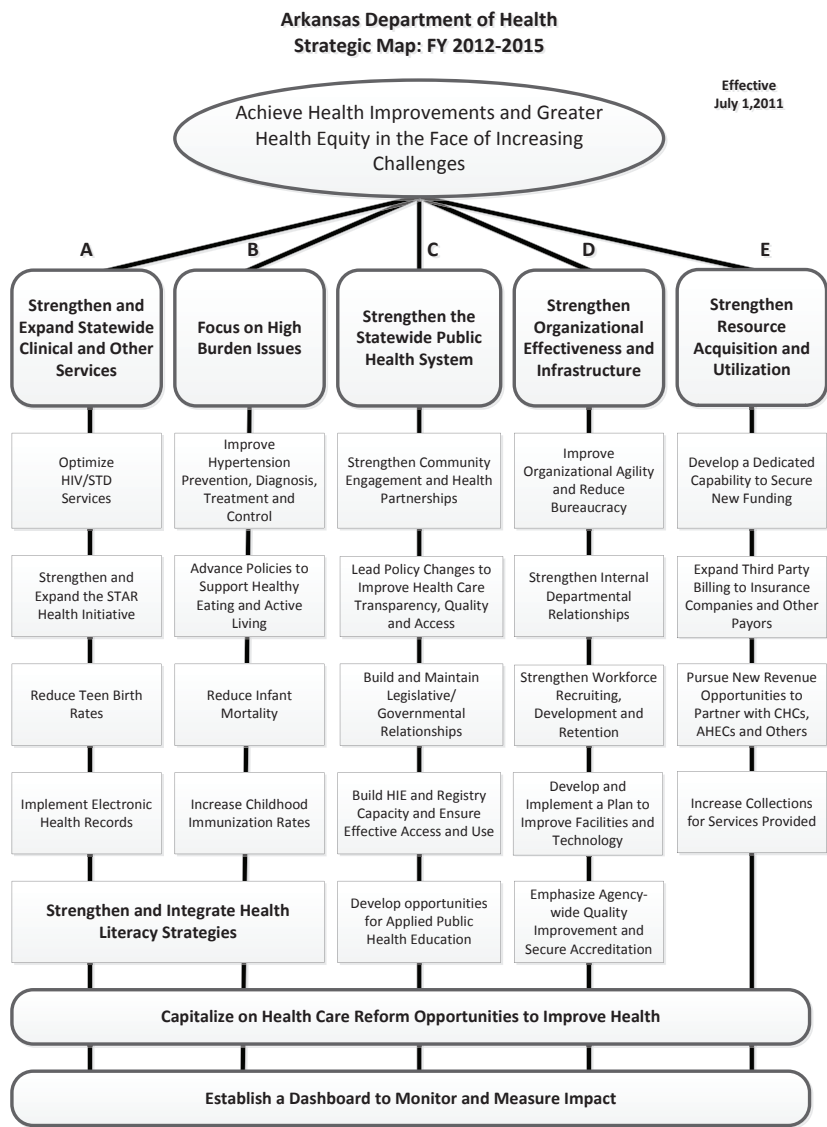 Arkansas Department of Health
Strategic Map: FY 2012-2015
Effective
July 1,2011
Achieve Health Improvements and Greater
Health Equity in the Face of Increasing
Challenges
A
B
C
D
E
Strengthen and
Expand Statewide
Clinical and Other
Services
Focus on High
Burden Issues
Strengthen the
Statewide Public
Health System
Strengthen
Organizational
Effectiveness and
Infrastructure
Strengthen
Resource
Acquisition and
Utilization
Optimize
HIV/STD
Services
Improve
Hypertension
Prevention, Diagnosis,
Treatment and
Control
Strengthen Community
Engagement and Health
Partnerships
Improve
Organizational Agility
and Reduce
Bureaucracy
Develop a Dedicated
Capability to Secure
New Funding
Strengthen and
Expand the STAR
Health Initiative
Advance Policies to
Support Healthy
Eating and Active
Living
Lead Policy Changes to
Improve Health Care
Transparency, Quality
and Access
Strengthen Internal
Departmental
Relationships
Expand Third Party
Billing to Insurance
Companies and Other
Payors
Reduce Teen Birth
Rates
Reduce Infant
Mortality
Build and Maintain
Legislative/
Governmental
Relationships
Strengthen Workforce
Recruiting,
Development and
Retention
Pursue New Revenue
Opportunities to
Partner with CHCs,
AHECs and Others
Implement Electronic
Health Records
Increase Childhood
Immunization Rates
Build HIE and Registry
Capacity and Ensure
Effective Access and Use
Develop and
Implement a Plan to
Improve Facilities and
Technology
Increase Collections
for Services Provided
Strengthen and Integrate Health
Literacy Strategies
Develop opportunities
for Applied Public
Health Education
Emphasize Agency-
wide Quality
Improvement and
Secure Accreditation
Capitalize on Health Care Reform Opportunities to Improve Health
Establish a Dashboard to Monitor and Measure Impact